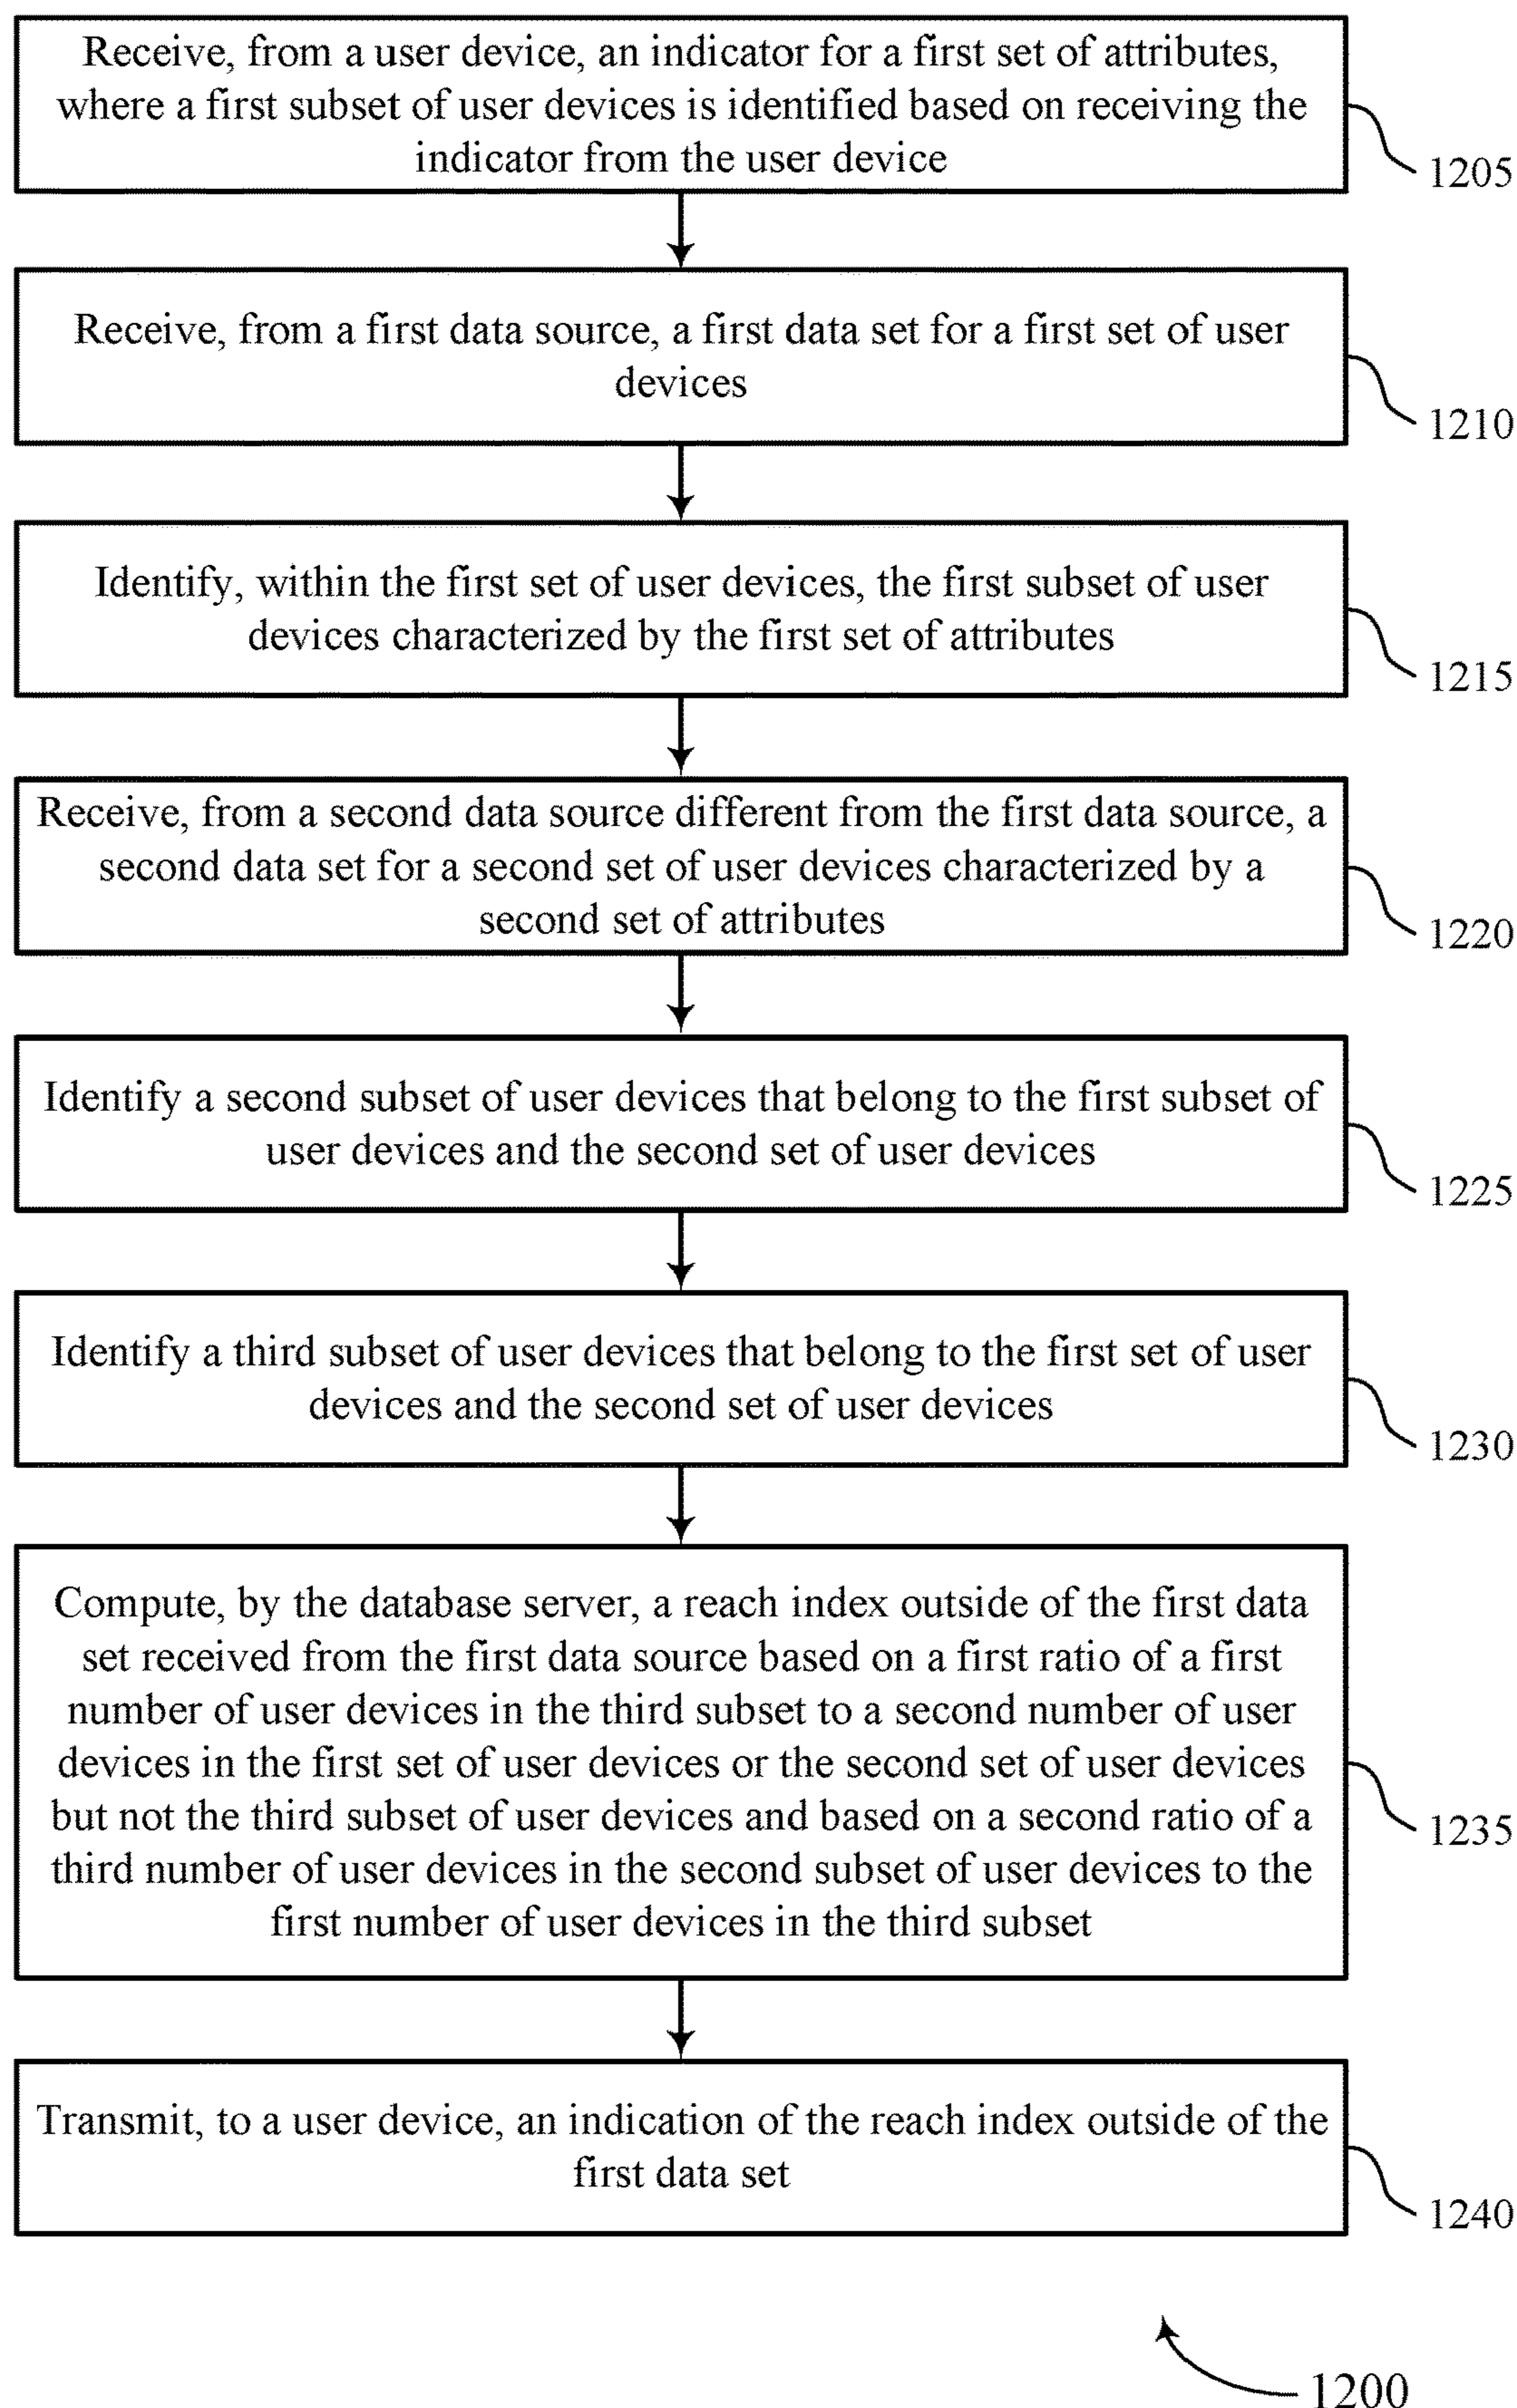 Receive, from a user device, an indicator for a first set of attributes,
where a first subset of user devices is identified based on receiving the
indicator from the user device
1205
Receive, from a first data source, a first data set for a first set of user
devices
1210
Identify, within the first set of user devices, the first subset of user
devices characterized by the first set of attributes
1215
Receive, from a second data source different from the first data source, a
second data set for a second set of user devices characterized by a
second set of attributes
1220
Identify a second subset of user devices that belong to the first subset of
user devices and the second set of user devices
1225
Identify a third subset of user devices that belong to the first set of user
devices and the second set of user devices
1230
Compute, by the database server, a reach index outside of the first data
set received from the first data source based on a first ratio of a first
number of user devices in the third subset to a second number of user
devices in the first set of user devices or the second set of user devices
but not the third subset of user devices and based on a second ratio of a
third number of user devices in the second subset of user devices to the
first number of user devices in the third subset
1235
Transmit, to a user device, an indication of the reach index outside of the
first data set
1240
1200